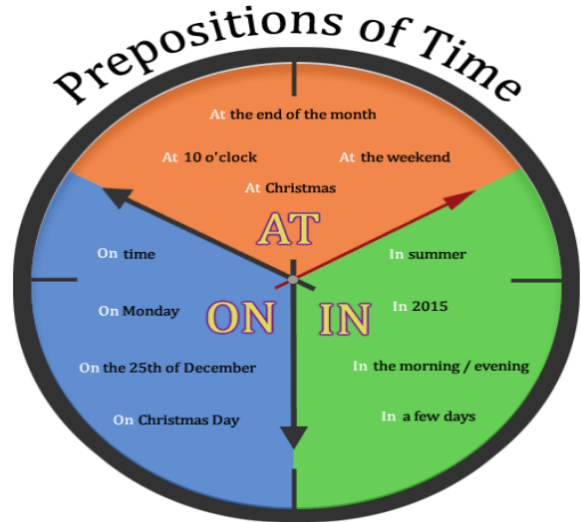 Prepositions of Time
At the end of the month
At 10 o'clock
At the weekend
At Christmas
AT
On time
On Monday
On the 25th of December
On Christmas Day
ON
IN
In summer
In 2015
In the morning / evening
In a few days